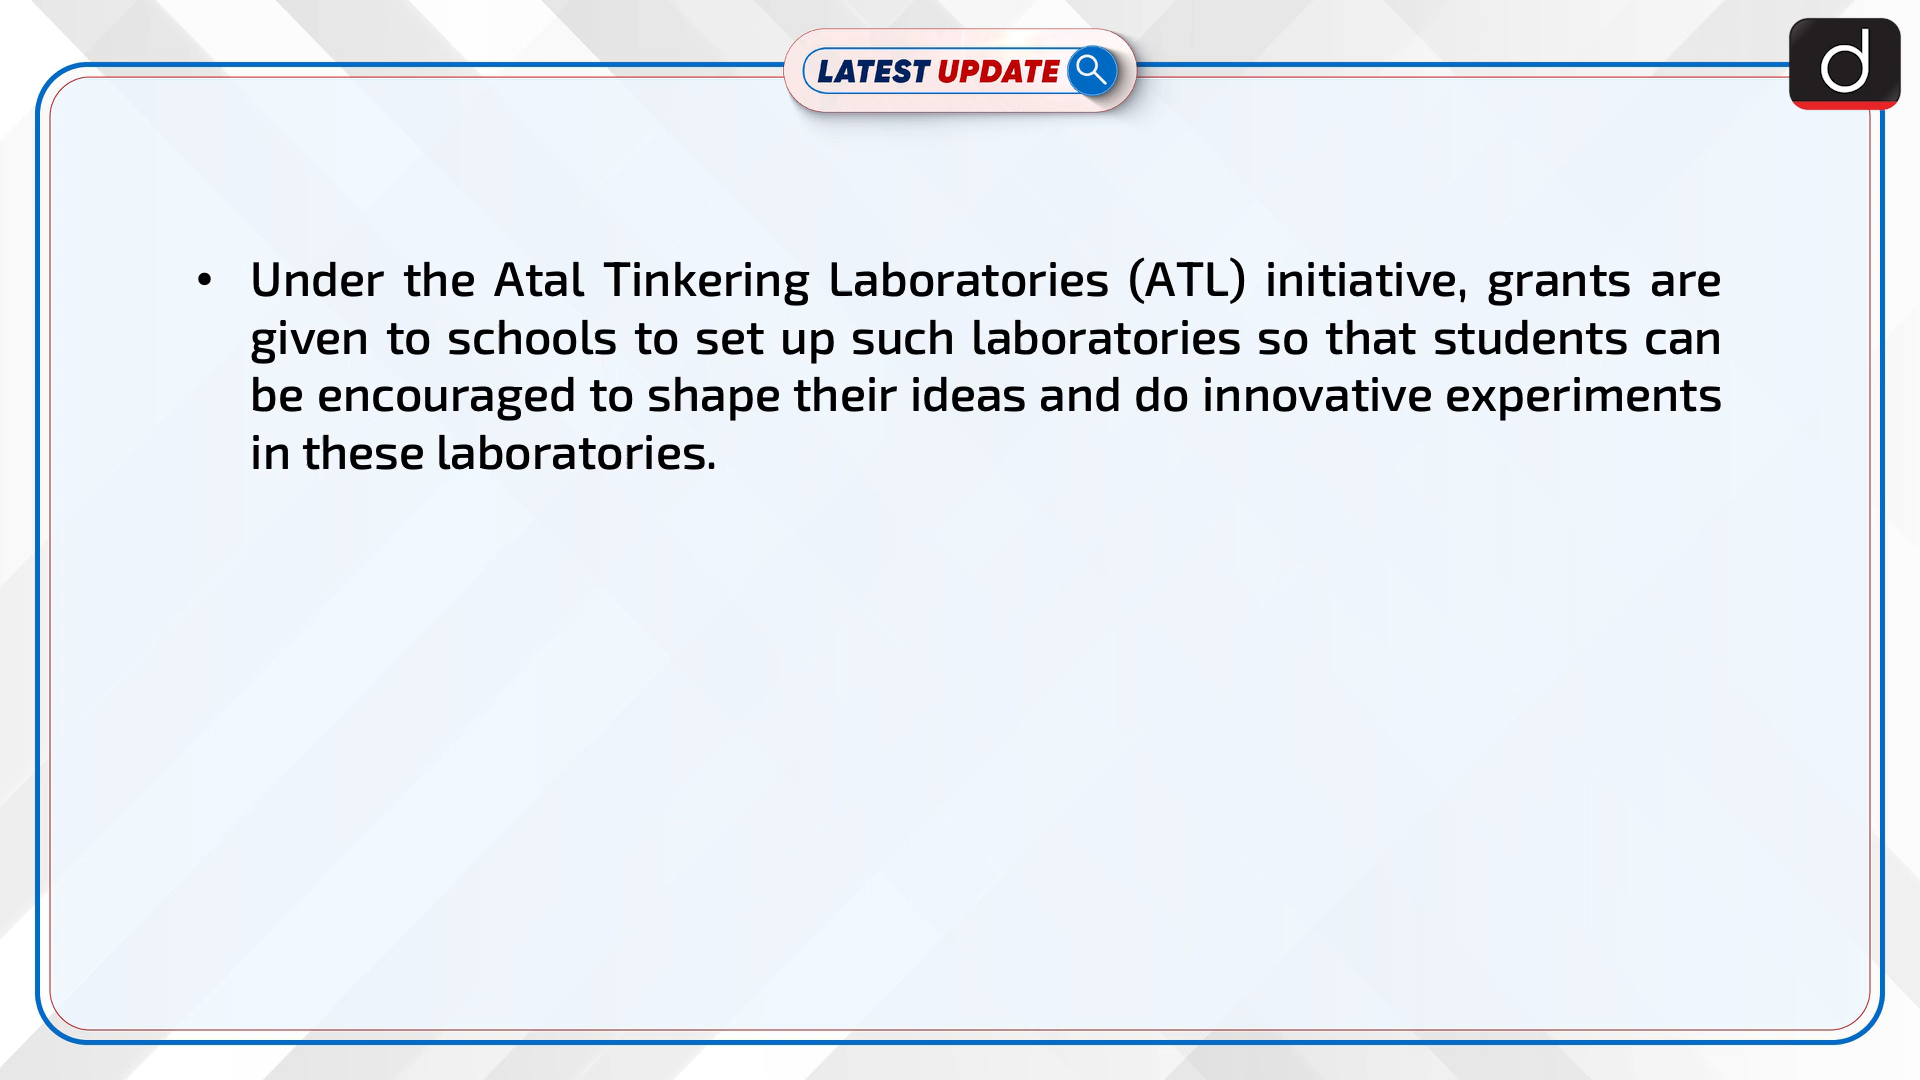 LATEST UPDATE
d
• Under the Atal Tinkering Laboratories (ATL) initiative, grants are
given to schools to set up such laboratories so that students can
be encouraged to shape their ideas and do innovative experiments
in these laboratories.